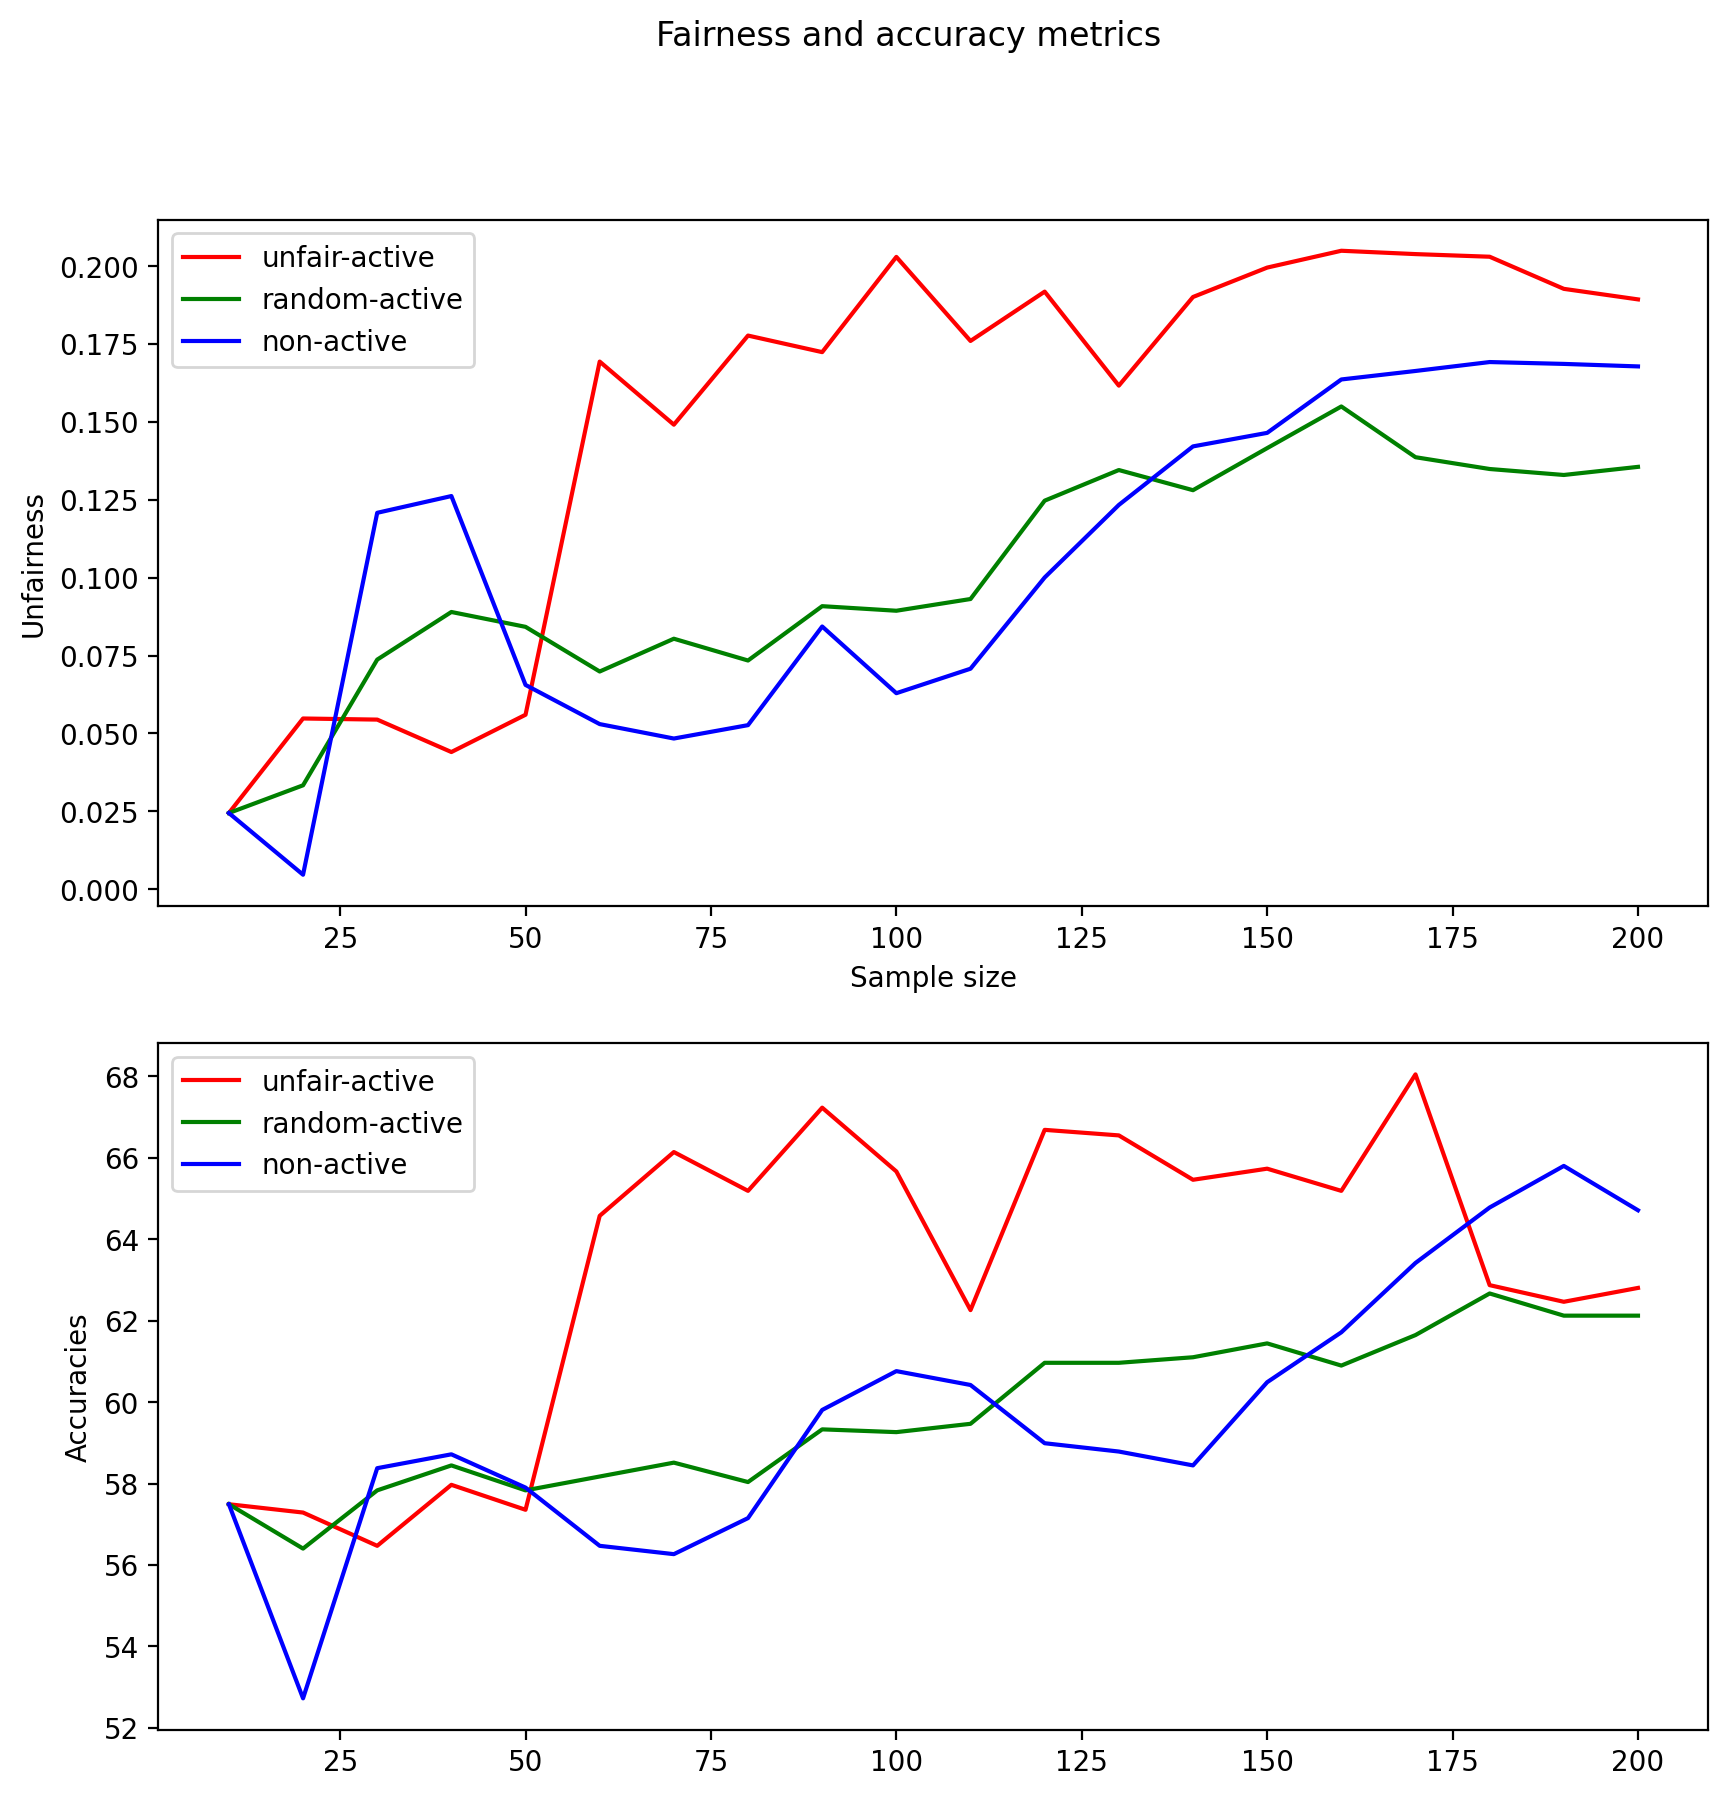 Fairness and accuracy metrics
unfair-active
random-active
non-active
0.200
0.175
0.150
0.125
0.100
0.075
0.050
0.025
0.000
Unfairness
25 50 75 100 125 150 175 200
Sample size
unfair-active
random-active
non-active
68
66
64
62
60
58
56
54
52
Accuracies
25 50 75 100 125 150 175 200